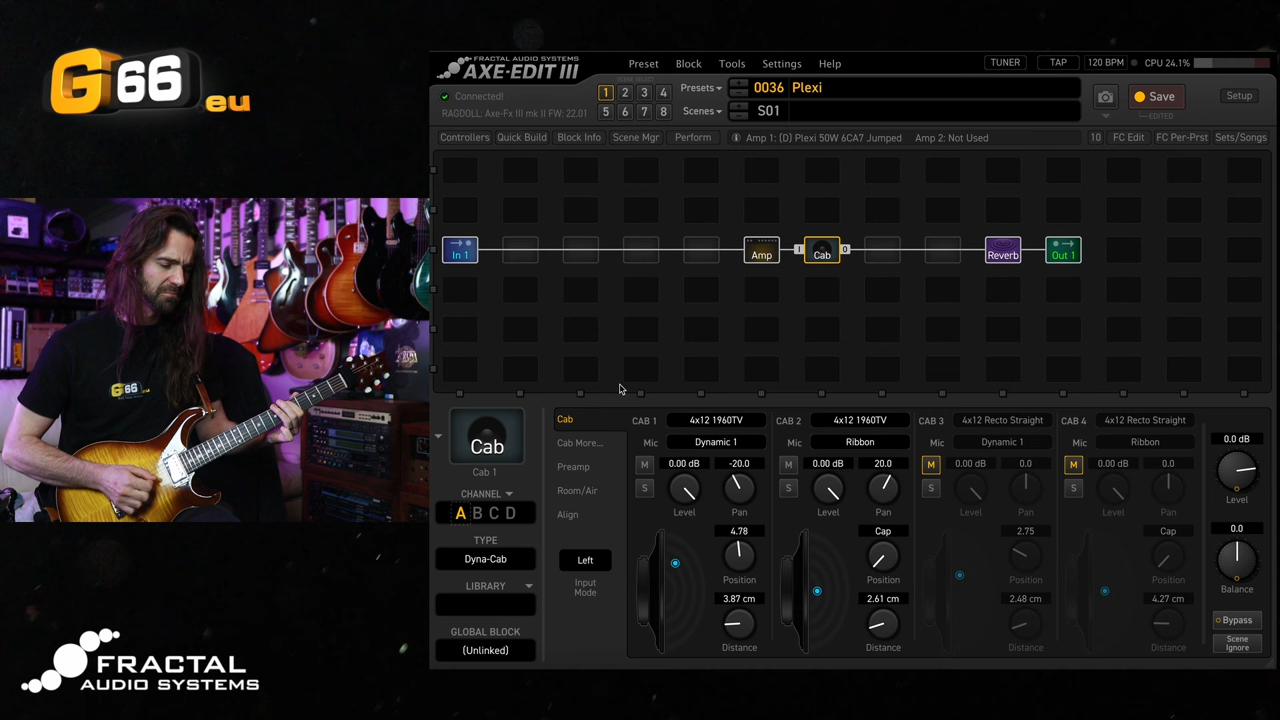 G66
.eu
FRACTAL AUDIO SYSTEMS
AXE-EDIT III
Preset Block Tools Settings Help
TUNER TAP 120 BPM CPU 24.1%
SCENE SELECT
Connected!
1 2 3 4
Presets
0036 Plexi
Save
Setup
RAGDOLL: Axe-Fx III mk II FW: 22.01
5 6 7 8
Scenes
S01
EDITED
Controllers Quick Build Block Info Scene Mgr Perform
Amp 1: (D) Plexi 50W 6CA7 Jumped Amp 2: Not Used
10 FC Edit FC Per-Prst Sets/Songs
In 1 Amp I Cab O Reverb Out 1
Cab
Cab 1
CHANNEL
A B C D
TYPE
Dyna-Cab
LIBRARY
GLOBAL BLOCK
(Unlinked)
Cab
Cab More...
Preamp
Room/Air
Align
Left
Input
Mode
CAB 1 4x12 1960TV
Mic Dynamic 1
M 0.00 dB -20.0
S Level Pan
4.78
Position
3.87 cm
Distance
CAB 2 4x12 1960TV
Mic Ribbon
M 0.00 dB 20.0
S Level Pan
Cap
Position
2.61 cm
Distance
CAB 3 4x12 Recto Straight
Mic Dynamic 1
M 0.00 dB 0.0
S Level Pan
2.75
Position
2.48 cm
Distance
CAB 4 4x12 Recto Straight
Mic Ribbon
M 0.00 dB 0.0
S Level Pan
Cap
Position
4.27 cm
Distance
0.0 dB
Level
0.0
Balance
Bypass
Scene
Ignore
G66.eu
FRACTAL
AUDIO SYSTEMS